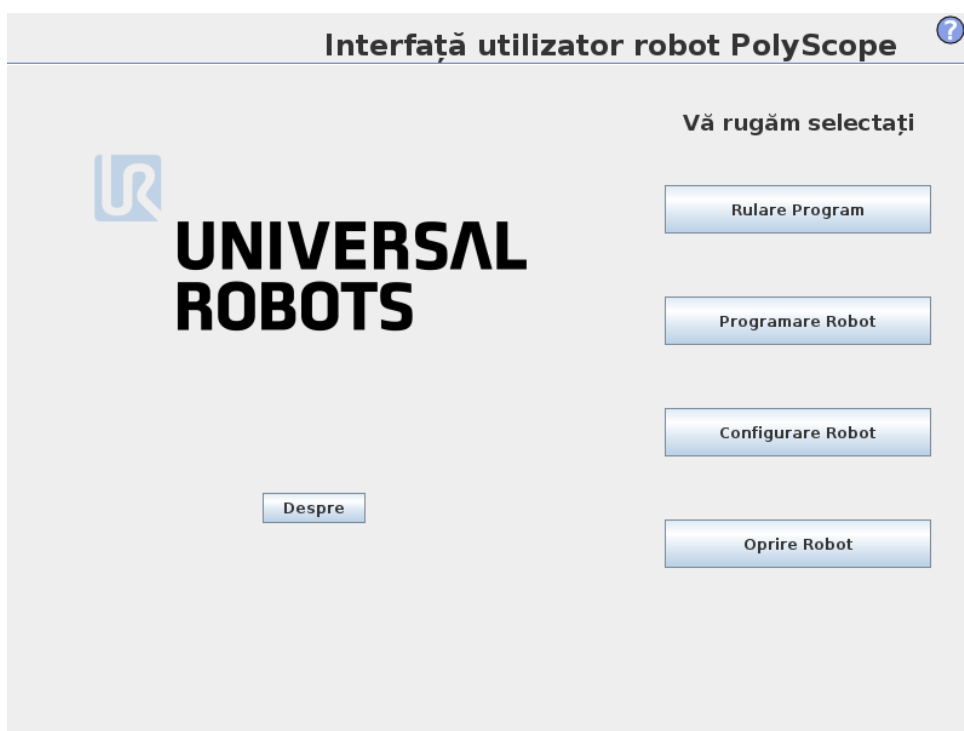 Interfață utilizator robot PolyScope
?
Vă rugăm selectați
UR
UNIVERSAL
ROBOTS
Rulare Program
Programare Robot
Configurare Robot
Despre
Oprire Robot